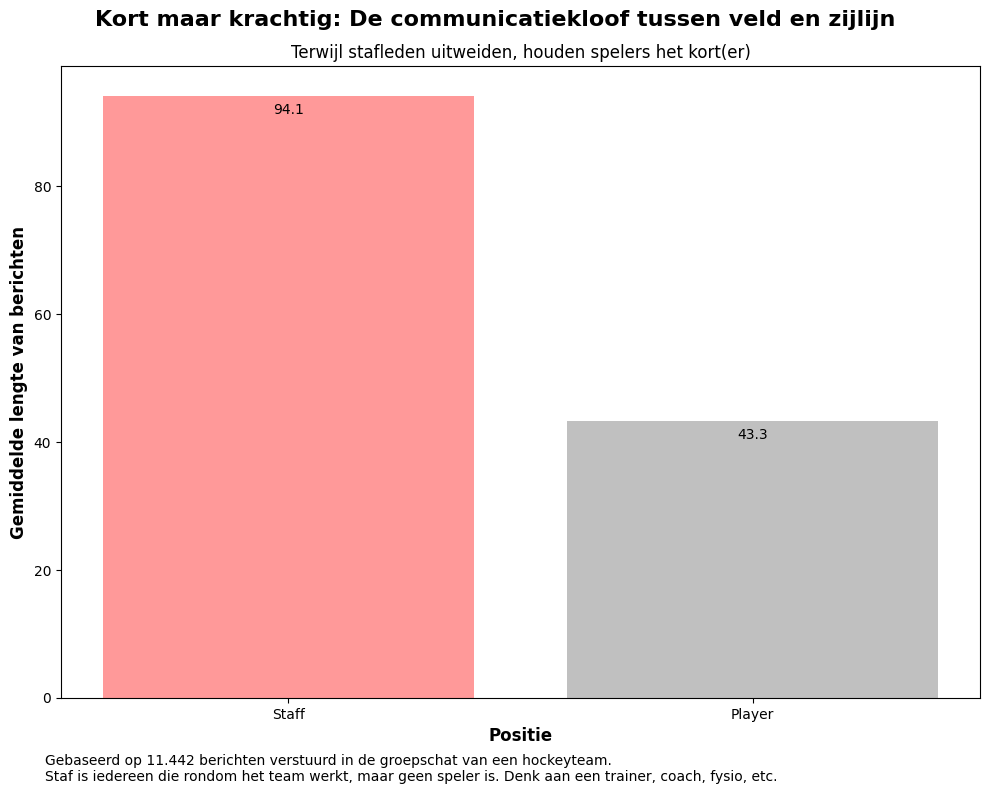 Kort maar krachtig: De communicatiekloof tussen veld en zijlijn
Terwijl stafleden uitweiden, houden spelers het kort(er)
Gemiddelde lengte van berichten
80
60
40
20
0
94.1
43.3
Staff
Player
Positie
Gebaseerd op 11.442 berichten verstuurd in de groepschat van een hockeyteam.
Staf is iedereen die rondom het team werkt, maar geen speler is. Denk aan een trainer, coach, fysio, etc.